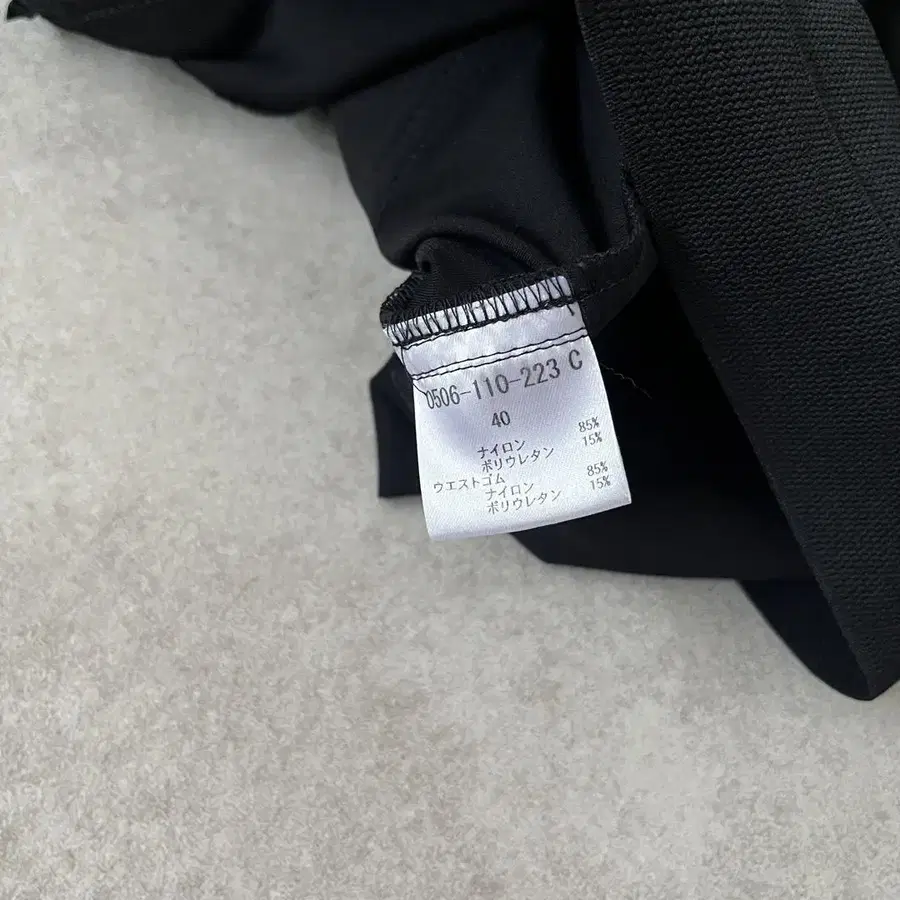 0506-110-223 C
40
ナイロン 85%
ポリウレタン 15%
ウエストゴム
ナイロン 85%
ポリウレタン 15%